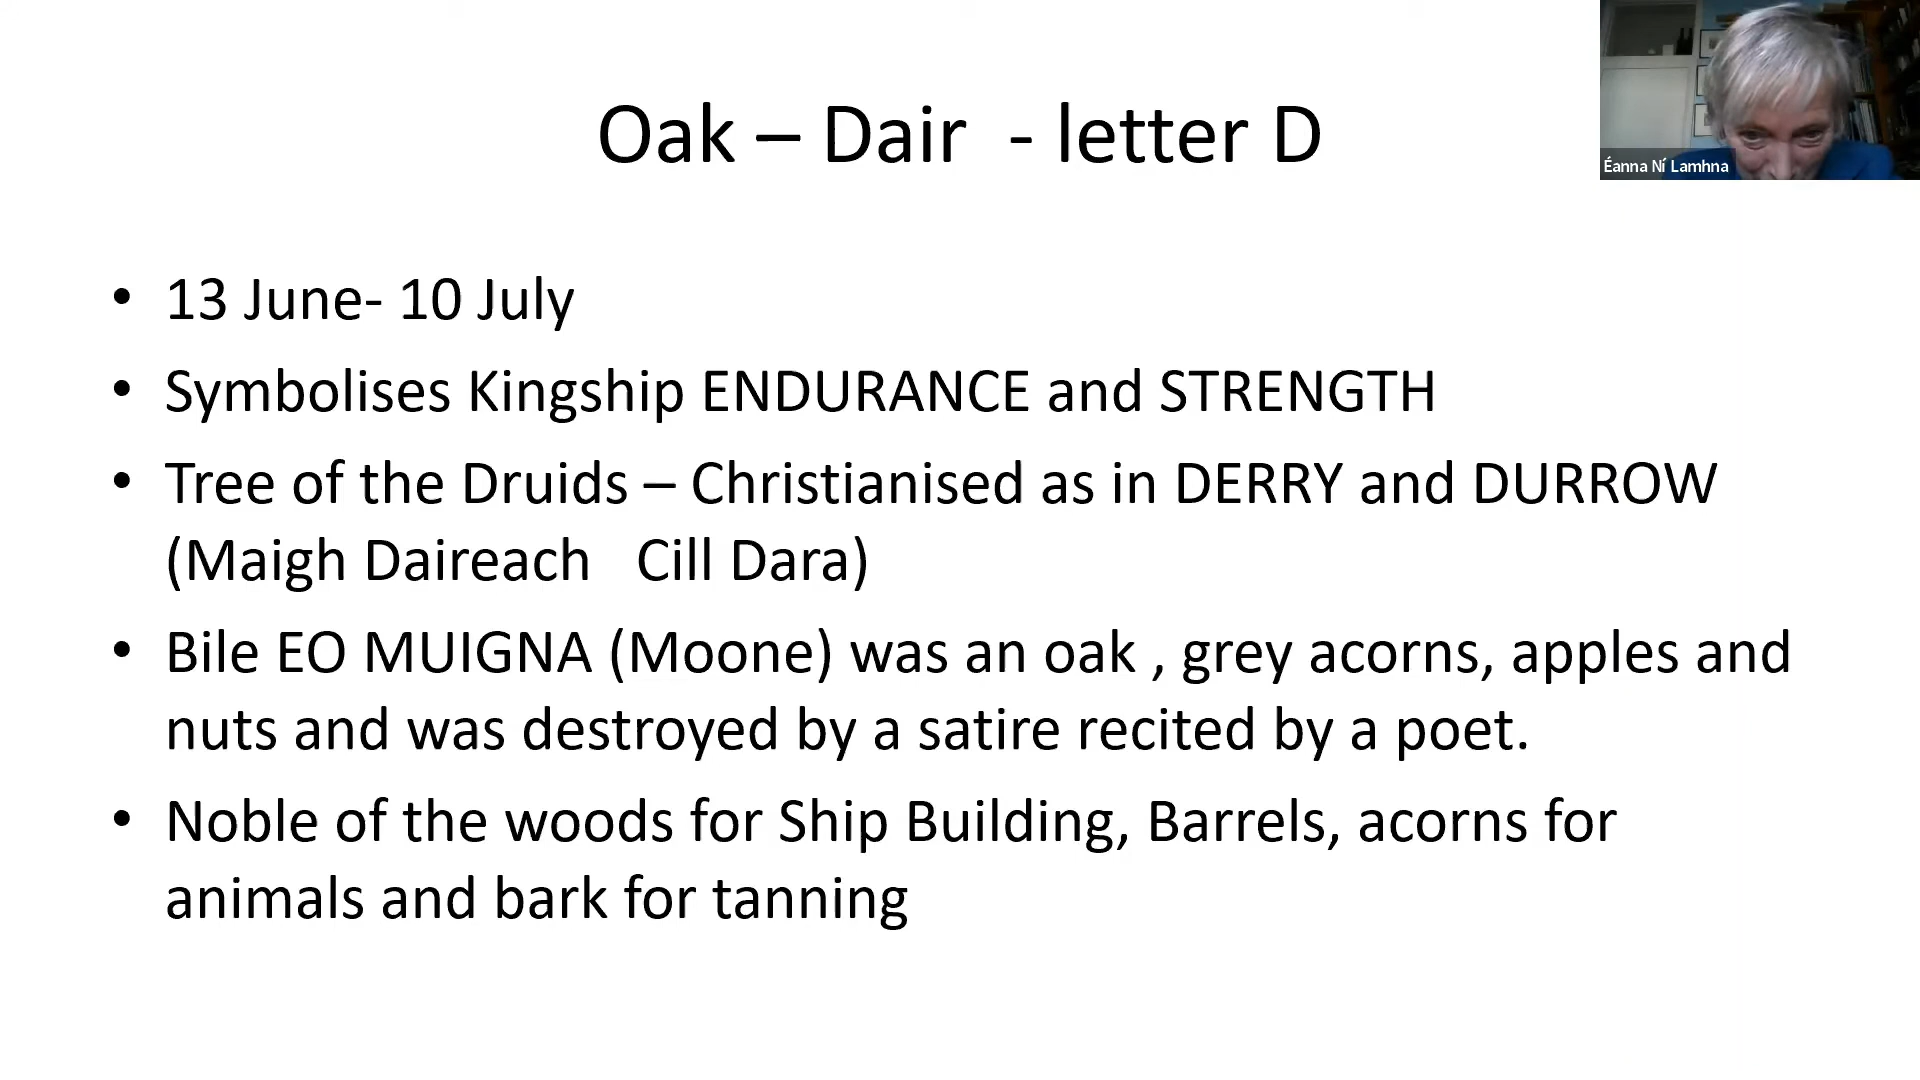 Oak – Dair - letter D
Éanna Ní Lamhna
• 13 June- 10 July
• Symbolises Kingship ENDURANCE and STRENGTH
• Tree of the Druids – Christianised as in DERRY and DURROW
(Maigh Daireach Cill Dara)
• Bile EO MUIGNA (Moone) was an oak , grey acorns, apples and
nuts and was destroyed by a satire recited by a poet.
• Noble of the woods for Ship Building, Barrels, acorns for
animals and bark for tanning